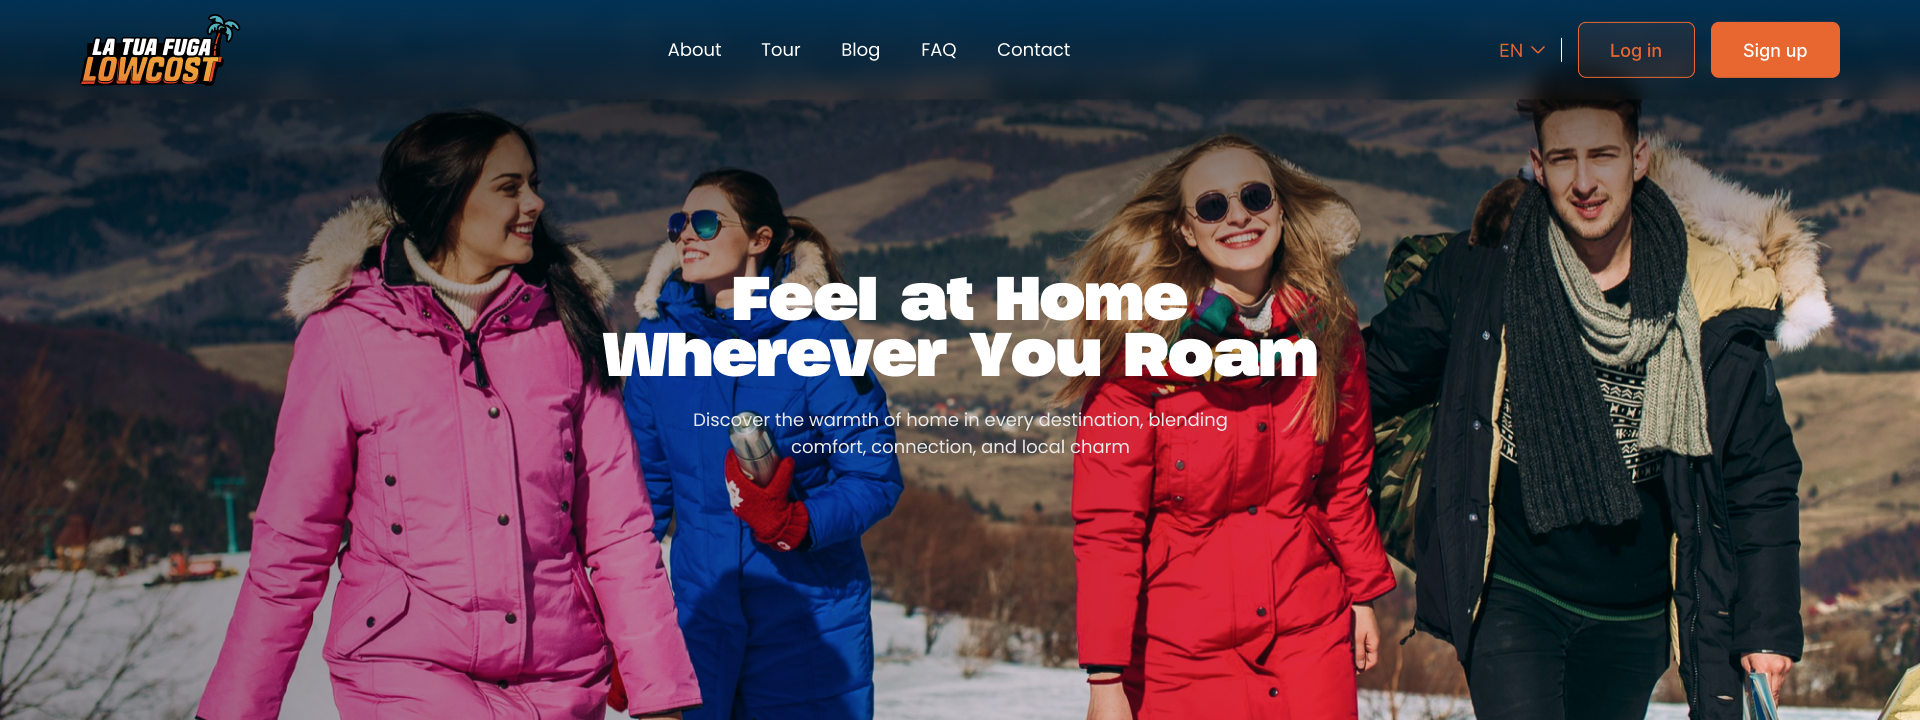 LA TUA FUGA
LOWCOST
About
Tour
Blog
FAQ
Contact
EN
Log in
Sign up
Feel at Home
Wherever You Roam
Discover the warmth of home in every destination, blending
comfort, connection, and local charm